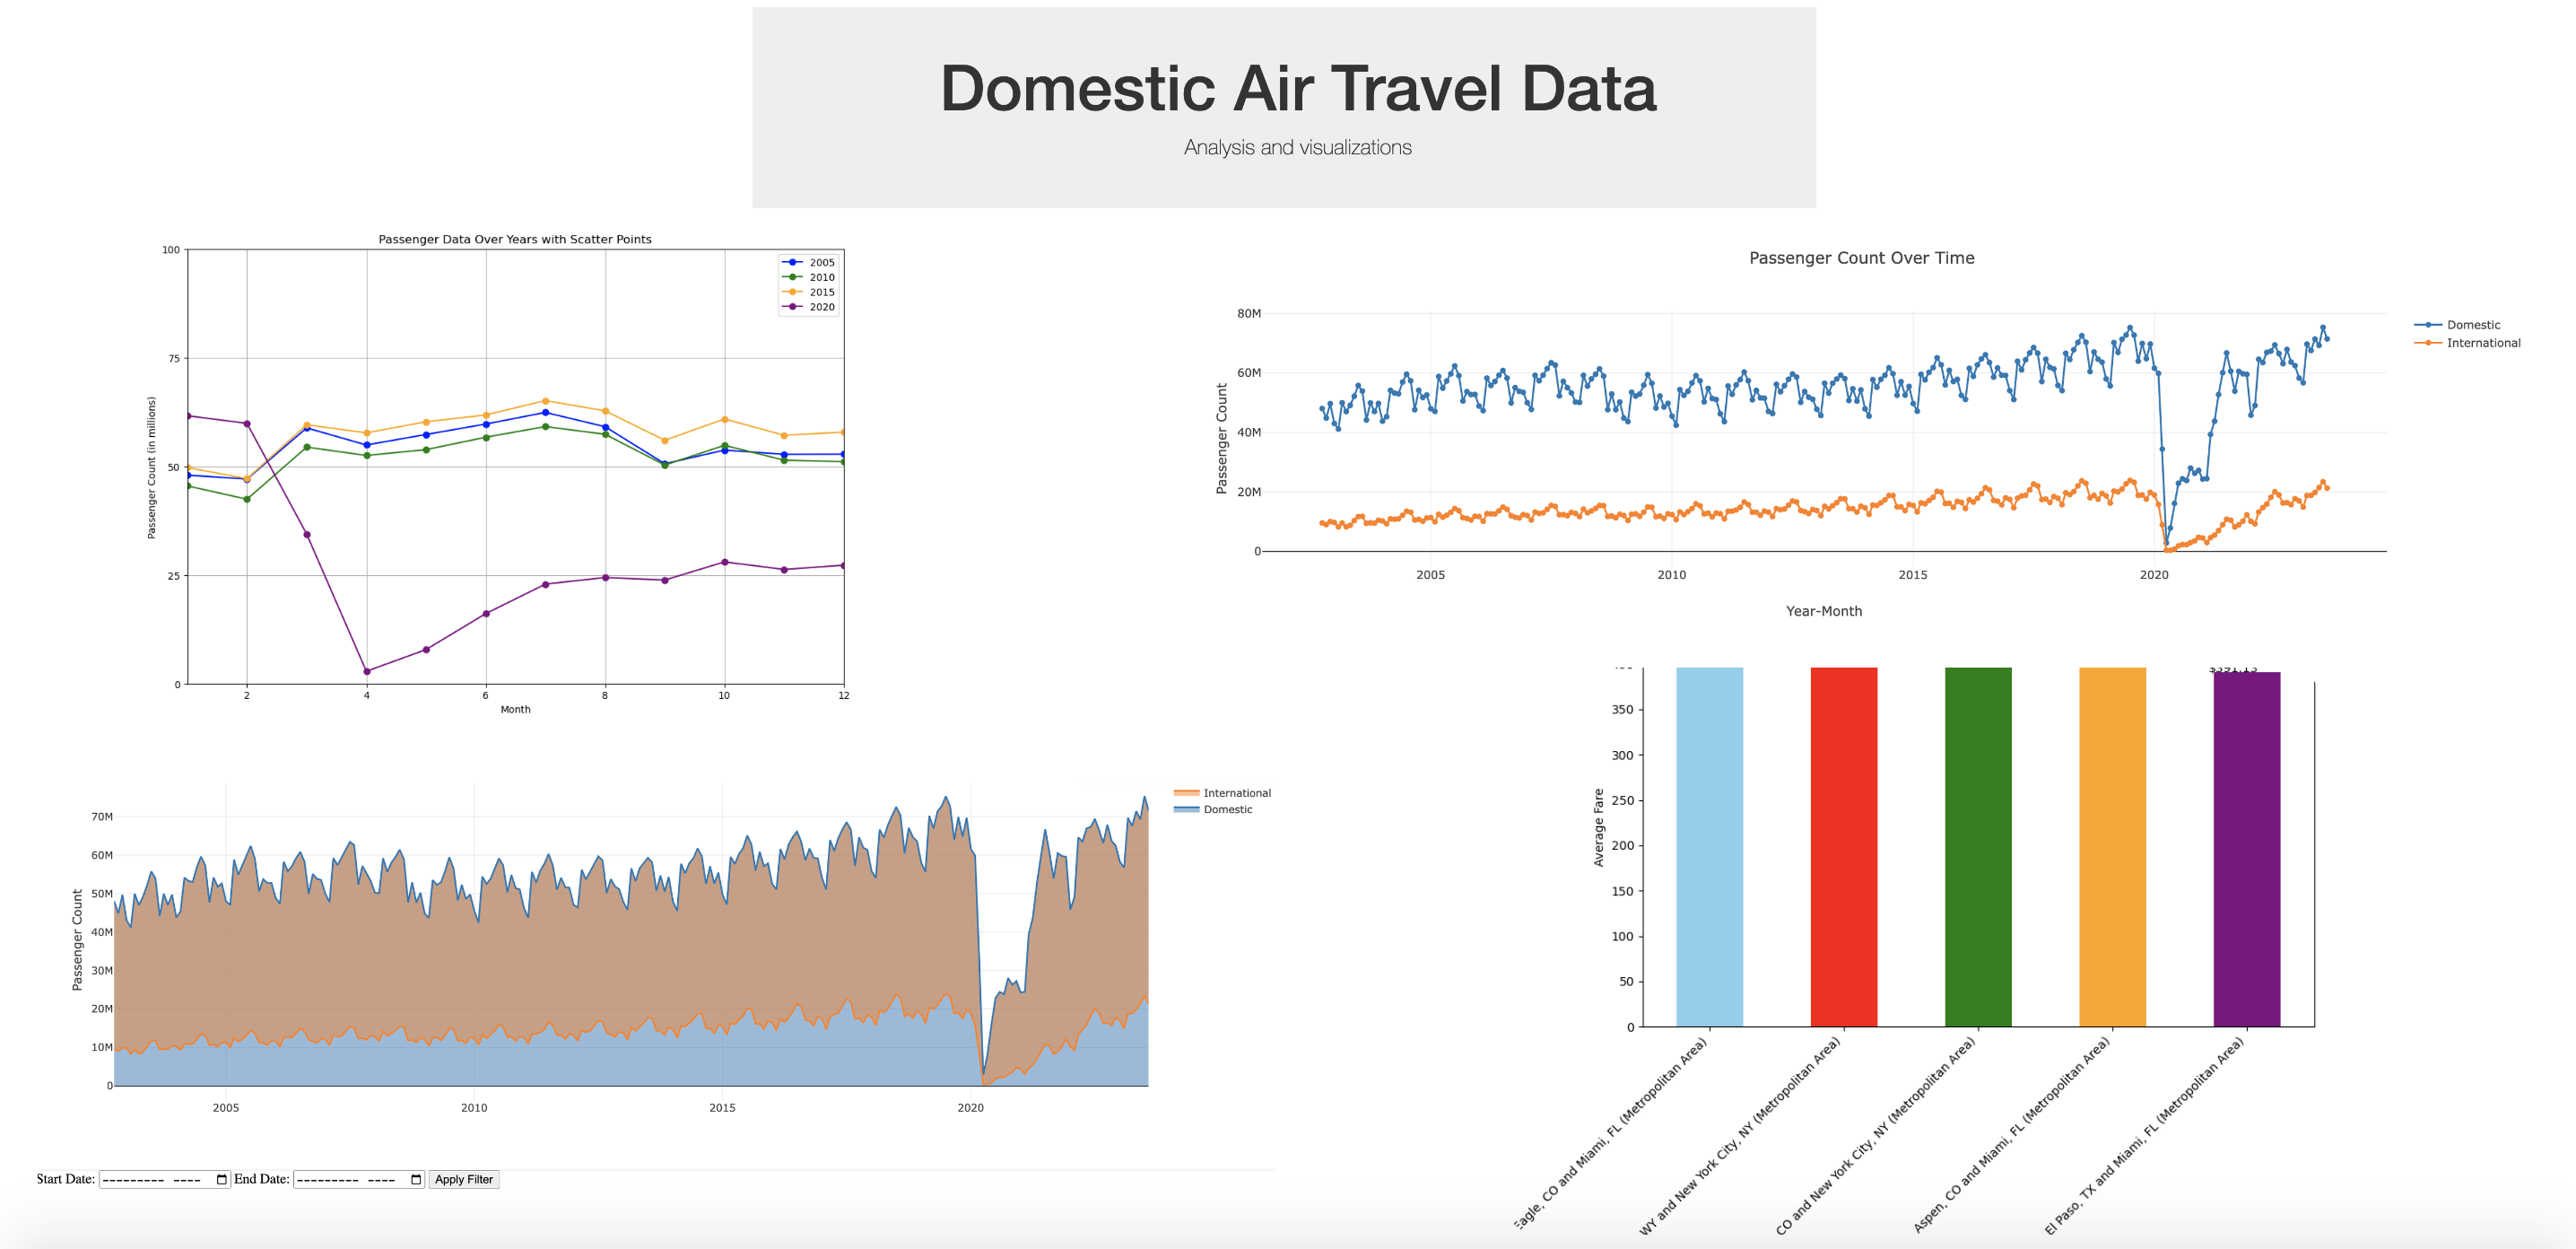 Domestic Air Travel Data
Analysis and visualizations
Passenger Data Over Years with Scatter Points
100
75
50
25
0
Passenger Count (in millions)
2005
2010
2015
2020
2 4 6 8 10 12
Month
Passenger Count Over Time
80M
60M
40M
20M
0
Passenger Count
Domestic
International
2005 2010 2015 2020
Year-Month
70M
60M
50M
40M
30M
20M
10M
0
Passenger Count
International
Domestic
2005 2010 2015 2020
Start Date: --------- ---- End Date: --------- ---- Apply Filter
$391.13
350
300
250
200
150
100
50
0
Average Fare
Eagle, CO and Miami, FL (Metropolitan Area)
WY and New York City, NY (Metropolitan Area)
CO and New York City, NY (Metropolitan Area)
Aspen, CO and Miami, FL (Metropolitan Area)
El Paso, TX and Miami, FL (Metropolitan Area)